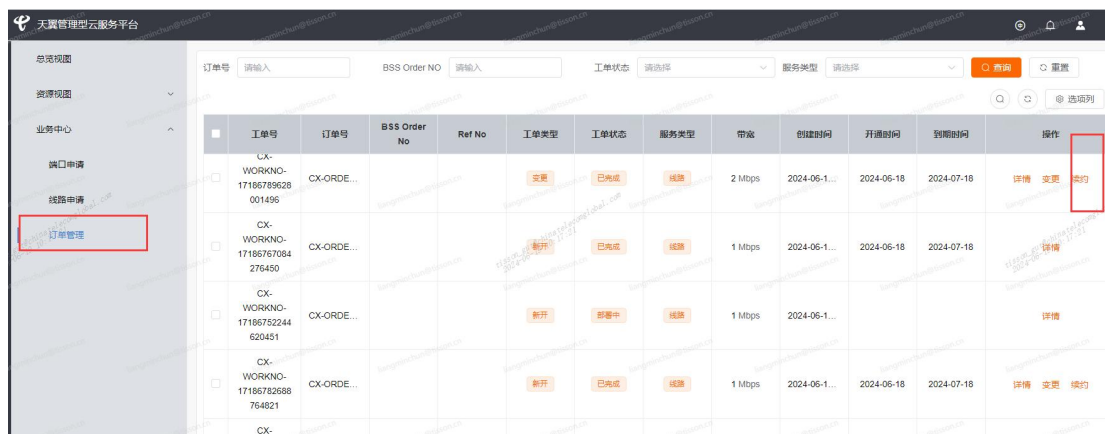 天翼管理型云服务平台
总览视图
资源视图
业务中心
端口申请
线路申请
订单管理
订单号 请输入 BSS Order NO 请输入 工单状态 请选择 服务类型 请选择 查询 重置
选项列
工单号 订单号 BSS Order No Ref No 工单类型 工单状态 服务类型 带宽 创建时间 开通时间 到期时间 操作
CX-
WORKNO-
17186789628
001496
CX-ORDE... 变更 已完成 线路 2 Mbps 2024-06-1... 2024-06-18 2024-07-18 详情 变更 续约
CX-
WORKNO-
17186767084
276450
CX-ORDE... 新开 已完成 线路 1 Mbps 2024-06-1... 2024-06-18 2024-07-18 详情
CX-
WORKNO-
17186752244
620451
CX-ORDE... 新开 部署中 线路 1 Mbps 2024-06-1... 详情
CX-
WORKNO-
17186782688
764821
CX-ORDE... 新开 已完成 线路 1 Mbps 2024-06-1... 2024-06-18 2024-07-18 详情 变更 续约
CX-